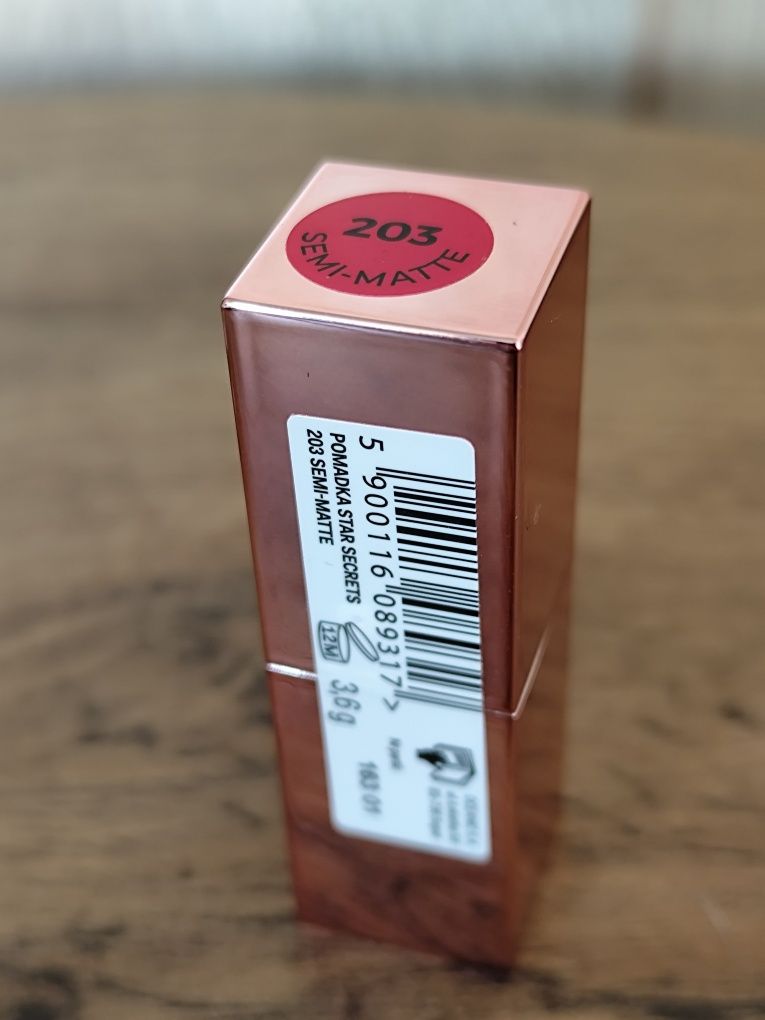 203
SEMI-MATTE
5 900116 089317 >
POMADKA STAR SECRETS
203 SEMI-MATTE
12M
3,6g
163 01